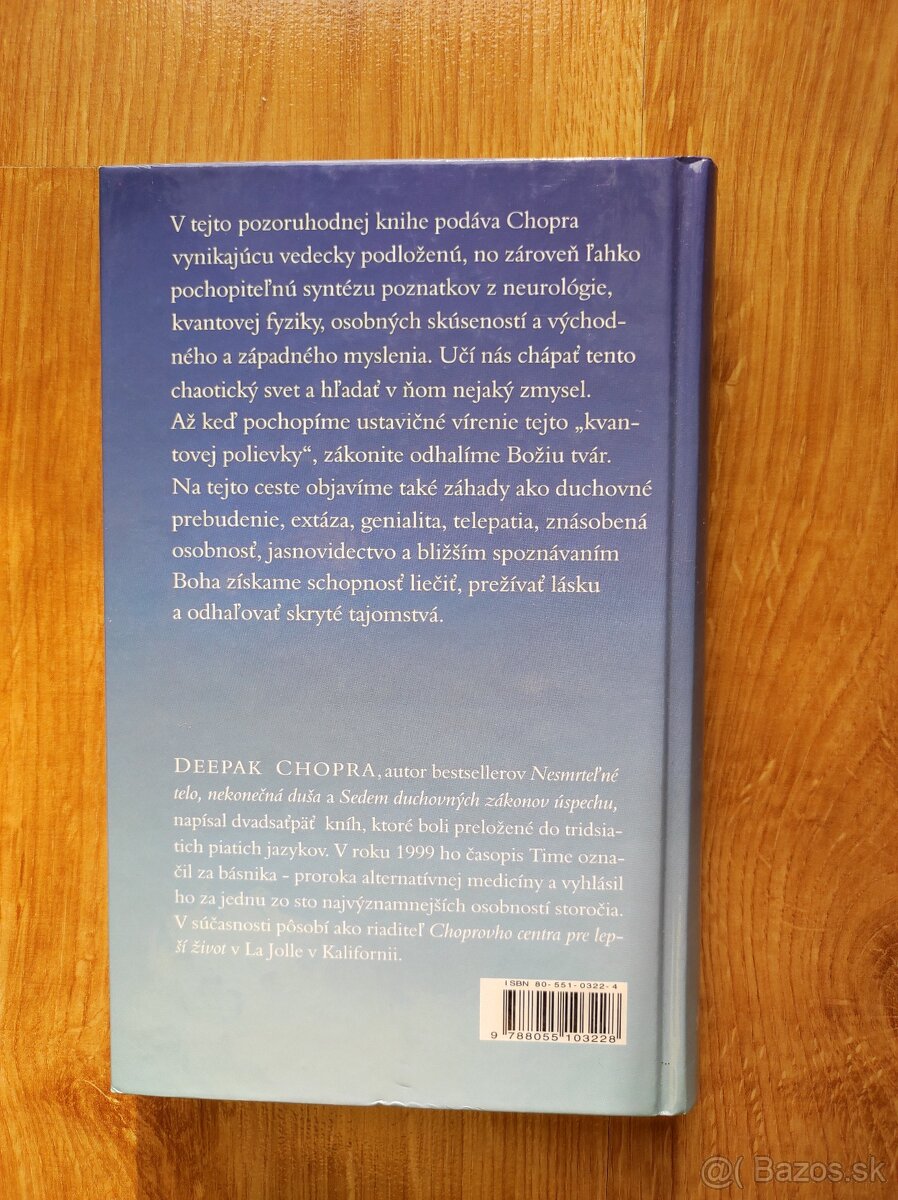 V tejto pozoruhodnej knihe podáva Chopra
vynikajúcu vedecky podloženú, no zároveň ľahko
pochopiteľnú syntézu poznatkov z neurológie,
kvantovej fyziky, osobných skúseností a východ-
ného a západného myslenia. Učí nás chápať tento
chaotický svet a hľadať v ňom nejaký zmysel.
Až keď pochopíme ustavičné vírenie tejto „kvan-
tovej polievky“, zákonite odhalíme Božiu tvár.
Na tejto ceste objavíme také záhady ako duchovné
prebudenie, extáza, genialita, telepatia, znásobená
osobnosť, jasnovidectvo a bližším spoznávaním
Boha získame schopnosť liečiť, prežívať lásku
a odhaľovať skryté tajomstvá.
DEEPAK CHOPRA, autor bestsellerov Nesmrteľné
telo, nekonečná duša a Sedem duchovných zákonov úspechu,
napísal dvadsaťpäť kníh, ktoré boli preložené do tridsia-
tich piatich jazykov. V roku 1999 ho časopis Time ozna-
čil za básnika - proroka alternatívnej medicíny a vyhlásil
ho za jednu zo sto najvýznamnejších osobností storočia.
V súčasnosti pôsobí ako riaditeľ Choprovho centra pre lep-
ší život v La Jolle v Kalifornii.
ISBN 80-551-0322-4
9 788055 103228
@( Bazos.sk